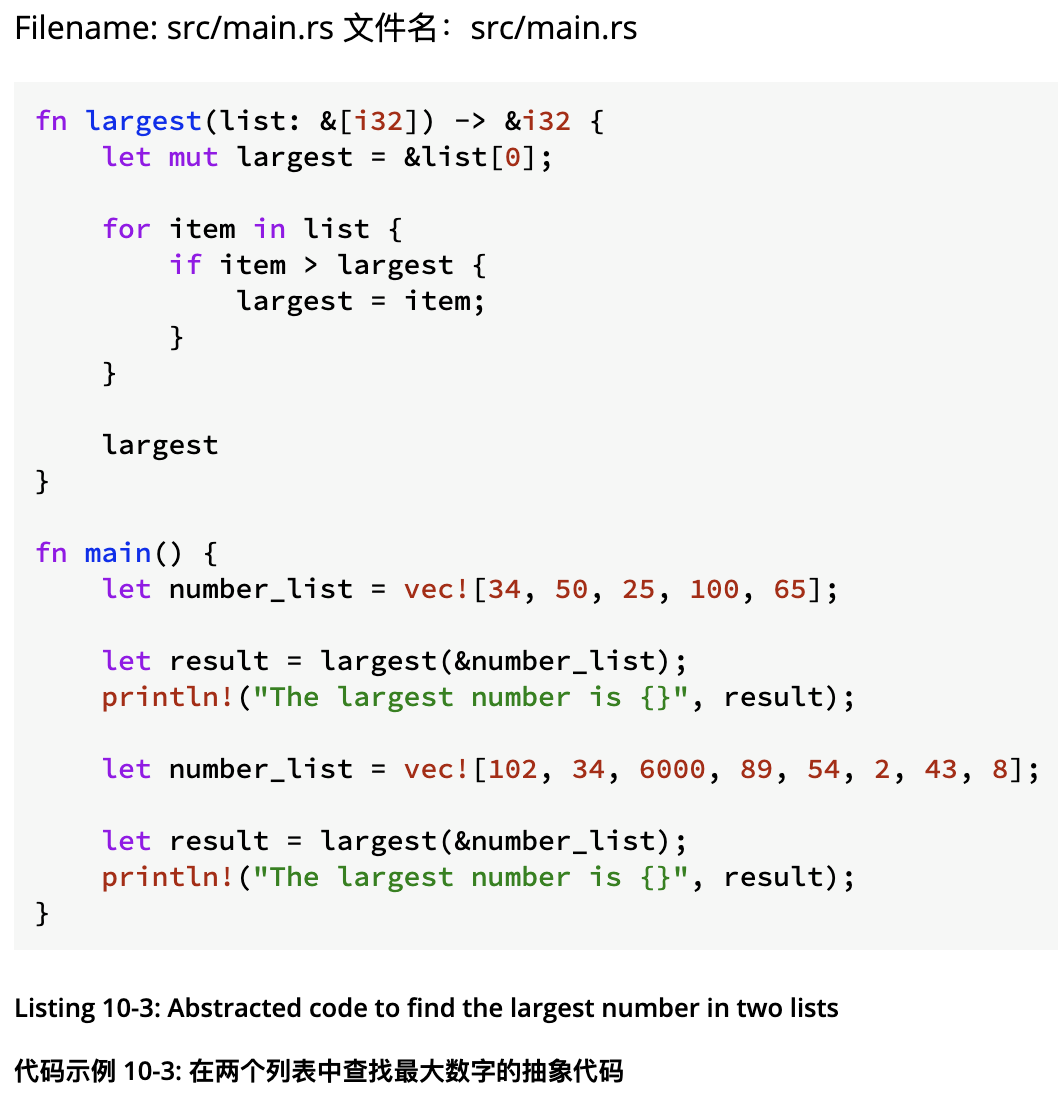 Filename: src/main.rs 文件名：src/main.rs
fn largest(list: &[i32]) -> &i32 {
    let mut largest = &list[0];
    for item in list {
        if item > largest {
            largest = item;
        }
    }
    largest
}
fn main() {
    let number_list = vec![34, 50, 25, 100, 65];
    let result = largest(&number_list);
    println!("The largest number is {}", result);
    let number_list = vec![102, 34, 6000, 89, 54, 2, 43, 8];
    let result = largest(&number_list);
    println!("The largest number is {}", result);
}
Listing 10-3: Abstracted code to find the largest number in two lists
代码示例 10-3: 在两个列表中查找最大数字的抽象代码